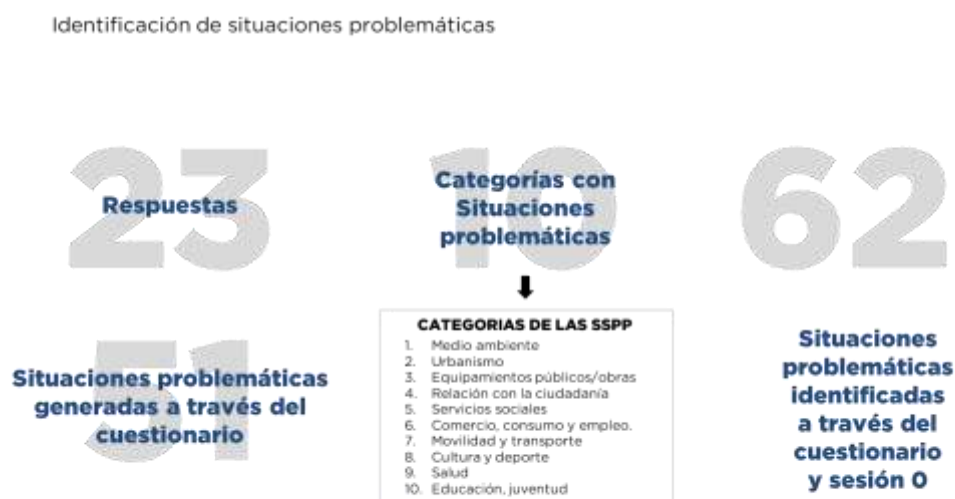 Identificación de situaciones problemáticas
23
Respuestas
10
Categorías con
Situaciones
problemáticas
62
51
Situaciones problemáticas
generadas a través del
cuestionario
CATEGORIAS DE LAS SSPP
1. Medio ambiente
2. Urbanismo
3. Equipamientos públicos/obras
4. Relación con la ciudadanía
5. Servicios sociales
6. Comercio, consumo y empleo.
7. Movilidad y transporte
8. Cultura y deporte
9. Salud
10. Educación, juventud
Situaciones
problemáticas
identificadas
a través del
cuestionario
y sesión 0